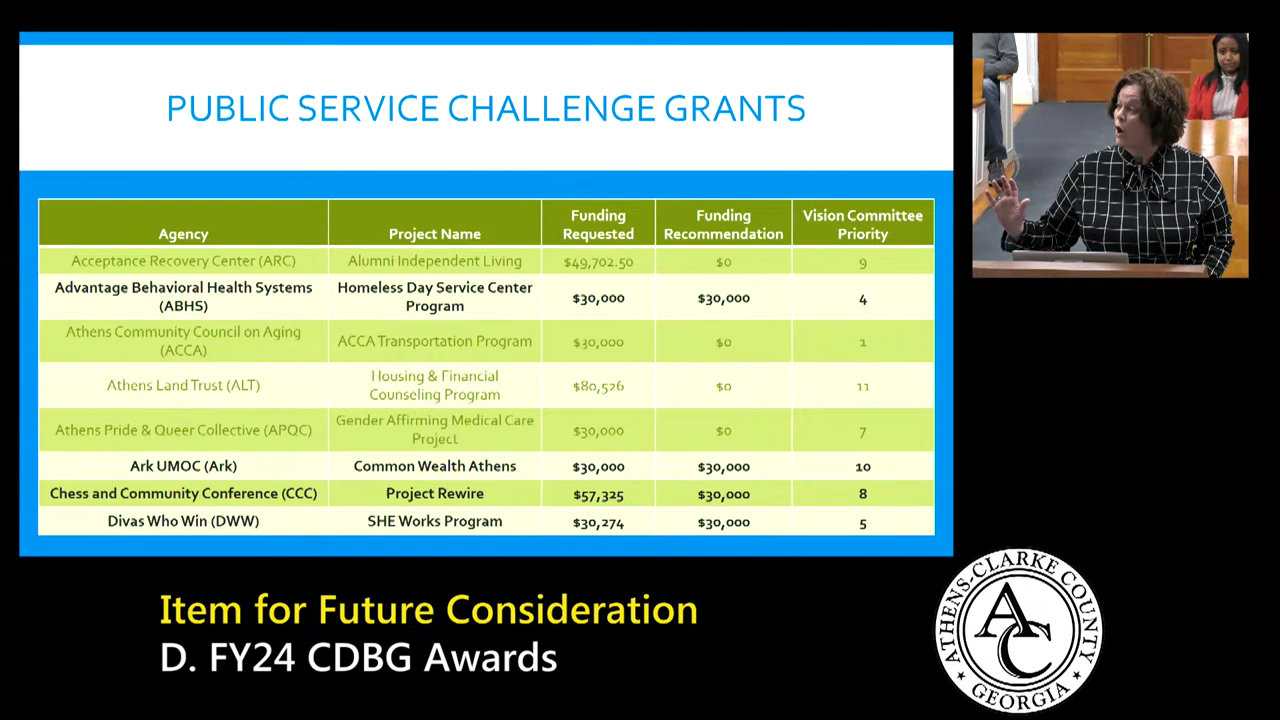 PUBLIC SERVICE CHALLENGE GRANTS
Agency Project Name Funding Requested Funding Recommendation Vision Committee Priority
Acceptance Recovery Center (ARC) Alumni Independent Living $49,702.50 $0 9
Advantage Behavioral Health Systems (ABHS) Homeless Day Service Center Program $30,000 $30,000 4
Athens Community Council on Aging (ACCA) ACCA Transportation Program $30,000 $0 1
Athens Land Trust (ALT) Housing & Financial Counseling Program $80,526 $0 11
Athens Pride & Queer Collective (APQC) Gender Affirming Medical Care Project $30,000 $0 7
Ark UMOC (Ark) Common Wealth Athens $30,000 $30,000 10
Chess and Community Conference (CCC) Project Rewire $57,325 $30,000 8
Divas Who Win (DWW) SHE Works Program $30,274 $30,000 5
Item for Future Consideration
D. FY24 CDBG Awards
ATHENS-CLARKE COUNTY
ACC
GEORGIA